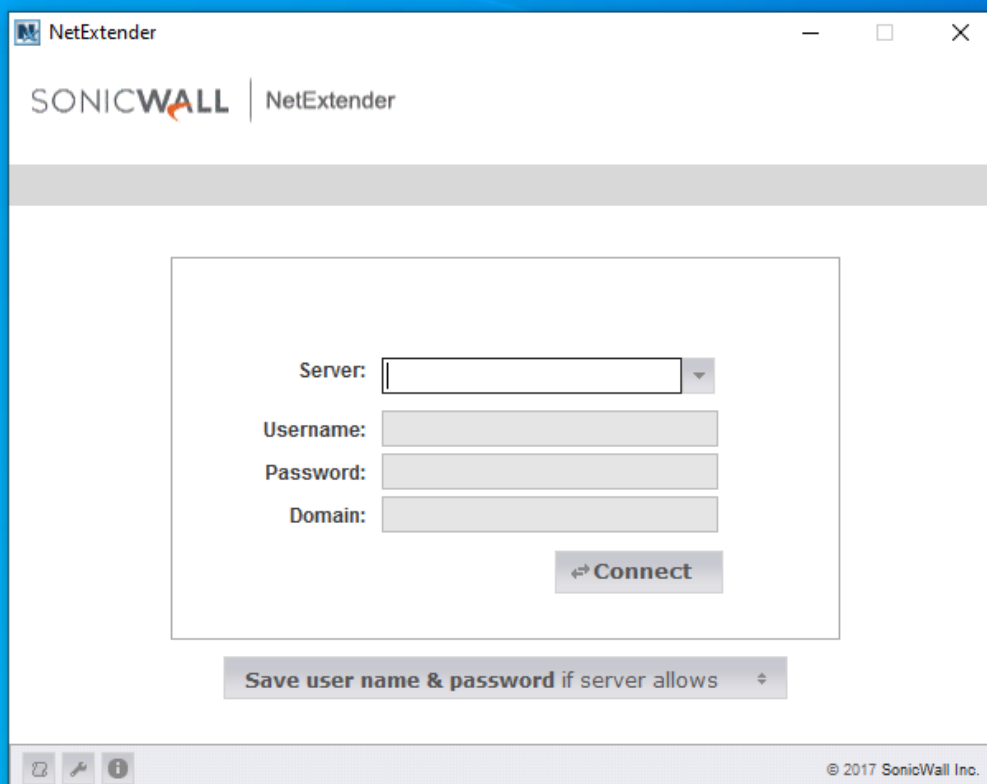 NetExtender
SONICWALL | NetExtender
Server:
Username:
Password:
Domain:
Connect
Save user name & password if server allows
© 2017 SonicWall Inc.